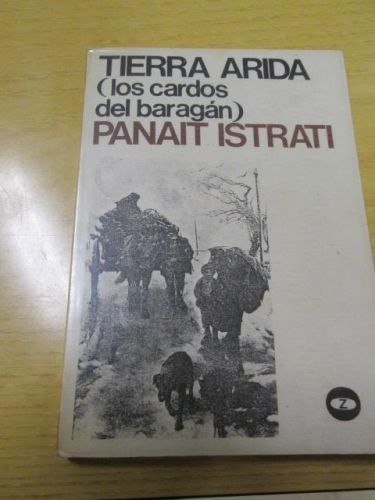 TIERRA ARIDA
(los cardos
del baragán)
PANAIT ISTRATI
Z